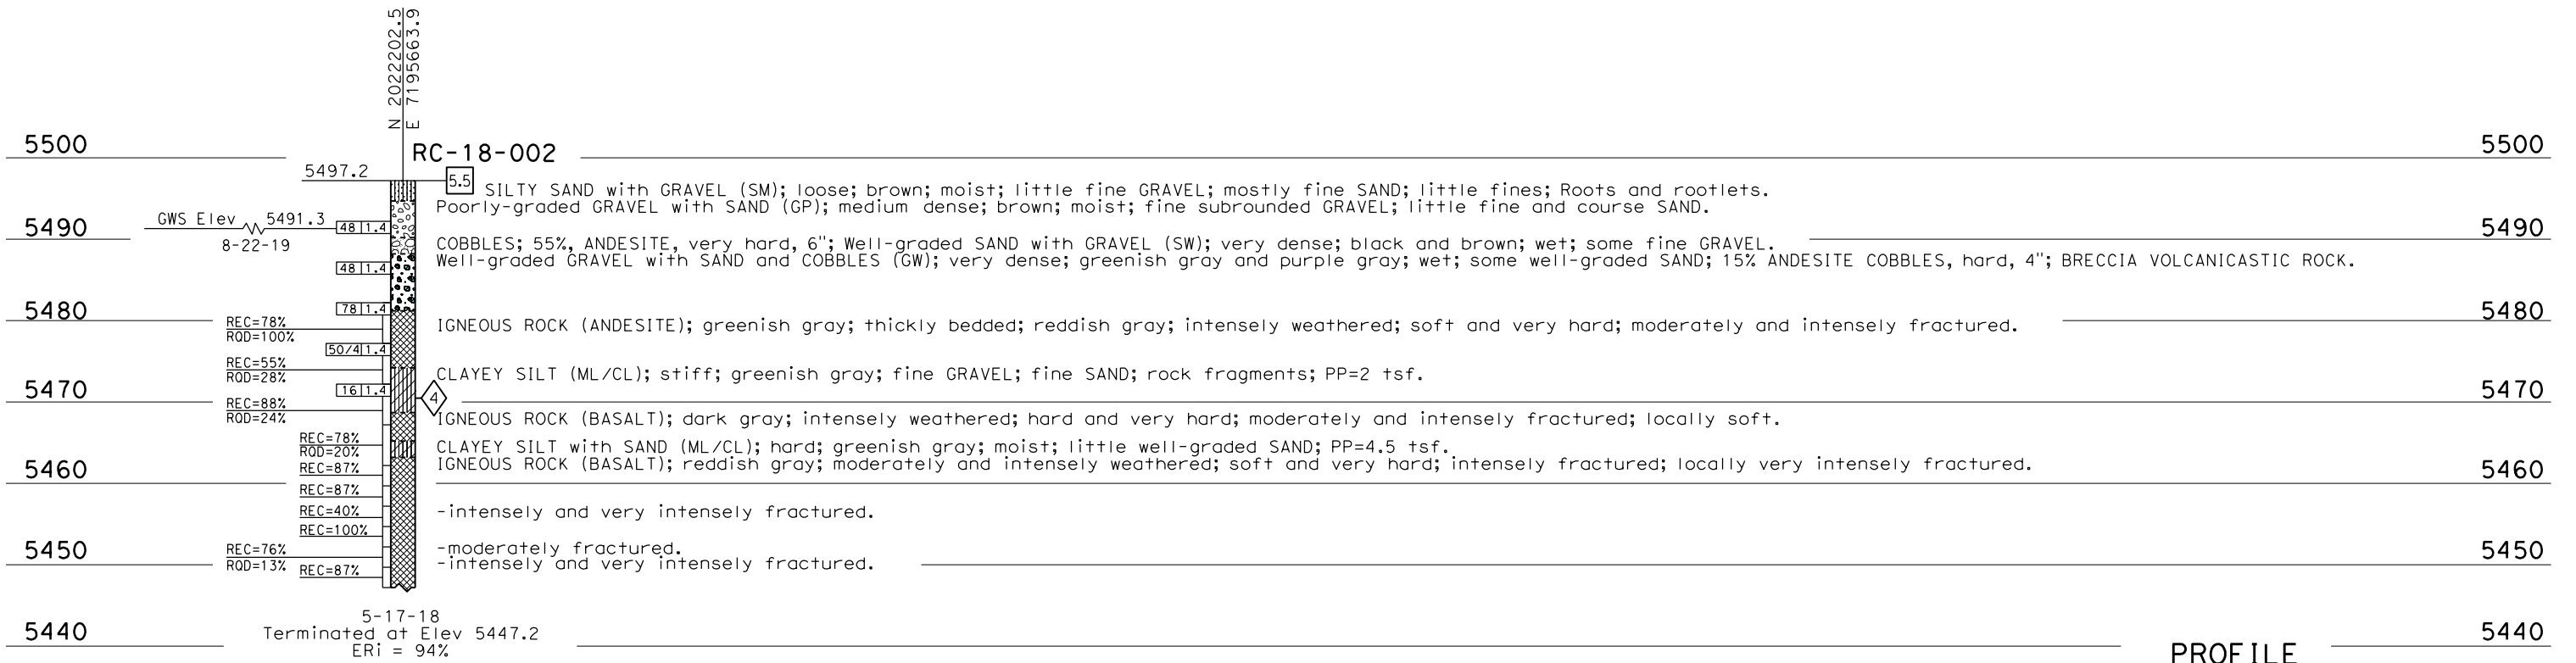 N 2022202.5
E 7195663.9
5500
RC-18-002
5500
5497.2
5.5
SILTY SAND with GRAVEL (SM); loose; brown; moist; little fine GRAVEL; mostly fine SAND; little fines; Roots and rootlets.
Poorly-graded GRAVEL with SAND (GP); medium dense; brown; moist; fine subrounded GRAVEL; little fine and course SAND.
GWS Elev 5491.3
8-22-19
48 1.4
5490
5490
COBBLES; 55%, ANDESITE, very hard, 6"; Well-graded SAND with GRAVEL (SW); very dense; black and brown; wet; some fine GRAVEL.
Well-graded GRAVEL with SAND and COBBLES (GW); very dense; greenish gray and purple gray; wet; some well-graded SAND; 15% ANDESITE COBBLES, hard, 4"; BRECCIA VOLCANICASTIC ROCK.
48 1.4
78 1.4
5480
5480
REC=78%
RQD=100%
IGNEOUS ROCK (ANDESITE); greenish gray; thickly bedded; reddish gray; intensely weathered; soft and very hard; moderately and intensely fractured.
50/4 1.4
REC=55%
RQD=28%
CLAYEY SILT (ML/CL); stiff; greenish gray; fine GRAVEL; fine SAND; rock fragments; PP=2 tsf.
16 1.4
4
5470
5470
REC=88%
RQD=24%
IGNEOUS ROCK (BASALT); dark gray; intensely weathered; hard and very hard; moderately and intensely fractured; locally soft.
REC=78%
RQD=20%
CLAYEY SILT with SAND (ML/CL); hard; greenish gray; moist; little well-graded SAND; PP=4.5 tsf.
IGNEOUS ROCK (BASALT); reddish gray; moderately and intensely weathered; soft and very hard; intensely fractured; locally very intensely fractured.
REC=87%
5460
5460
REC=87%
REC=40%
-intensely and very intensely fractured.
REC=100%
5450
5450
REC=76%
RQD=13%
-moderately fractured.
-intensely and very intensely fractured.
REC=87%
5-17-18
Terminated at Elev 5447.2
ERi = 94%
5440
5440
PROFILE